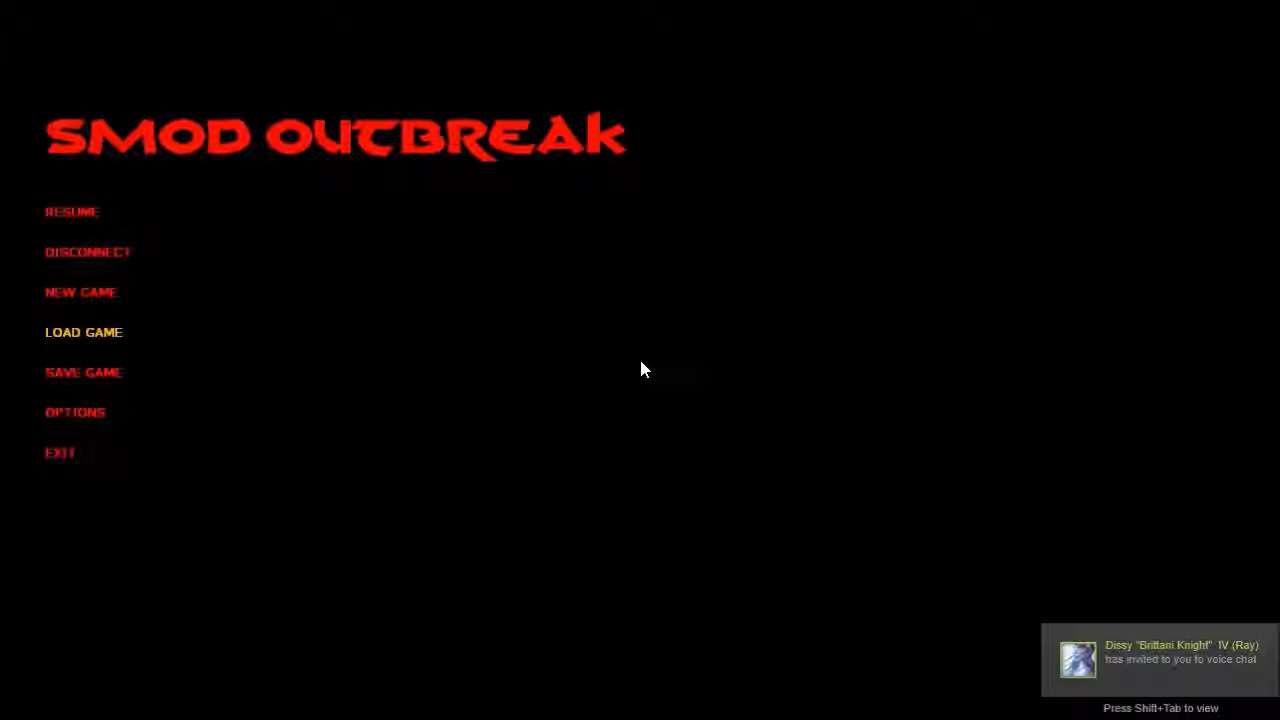 SMOD OUTBREAK
RESUME
DISCONNECT
NEW GAME
LOAD GAME
SAVE GAME
OPTIONS
EXIT
Dissy "Brittani Knight" IV (Ray)
has invited to you to voice chat
Press Shift+Tab to view